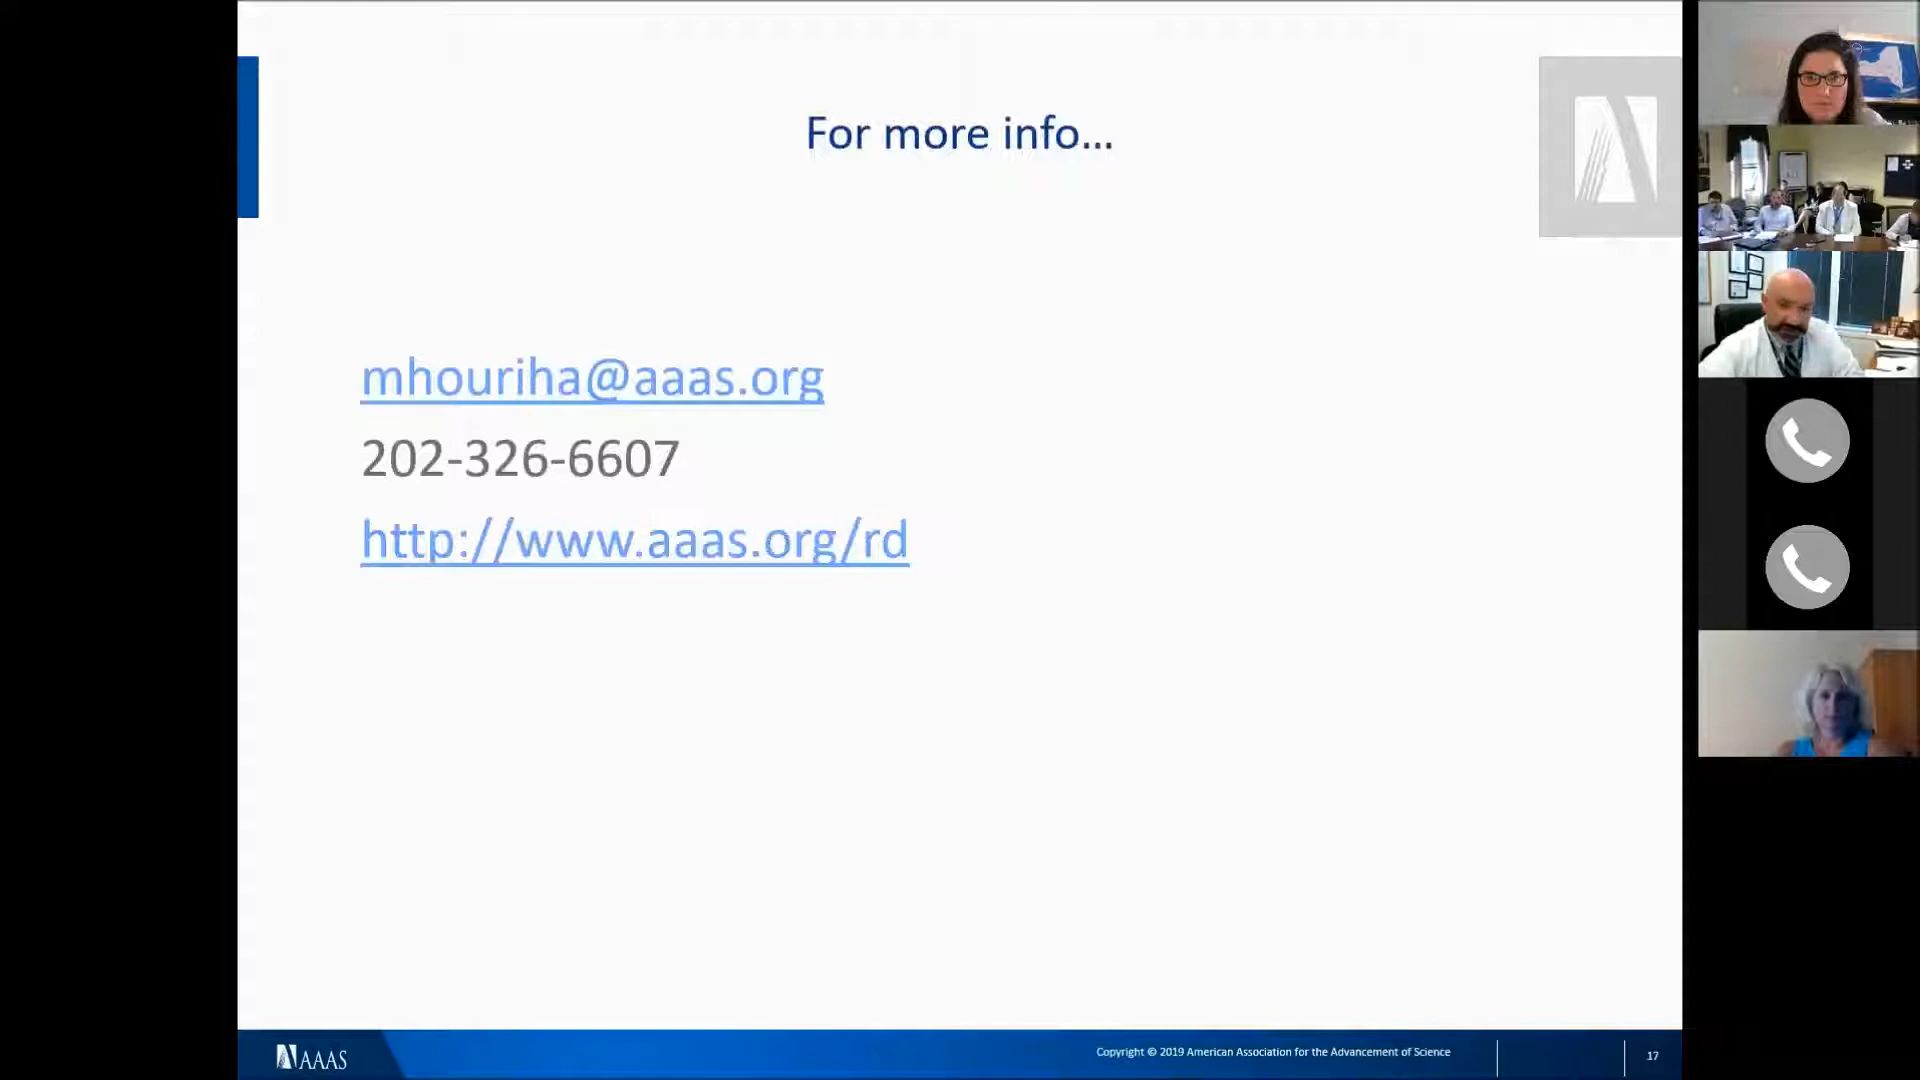 For more info...
mhouriha@aaas.org
202-326-6607
http://www.aaas.org/rd
AAAS
Copyright © 2019 American Association for the Advancement of Science
17